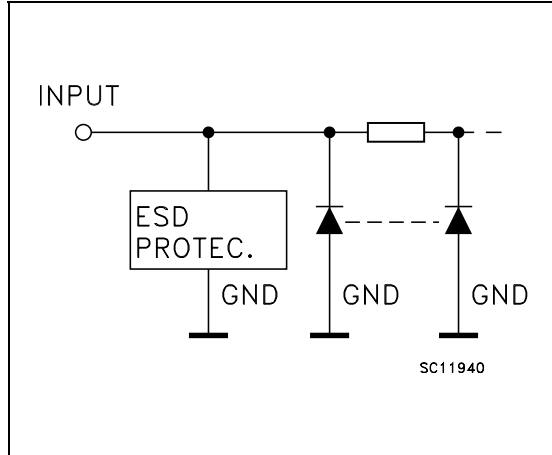 INPUT
ESD
PROTEC.
GND
GND
GND
SC11940